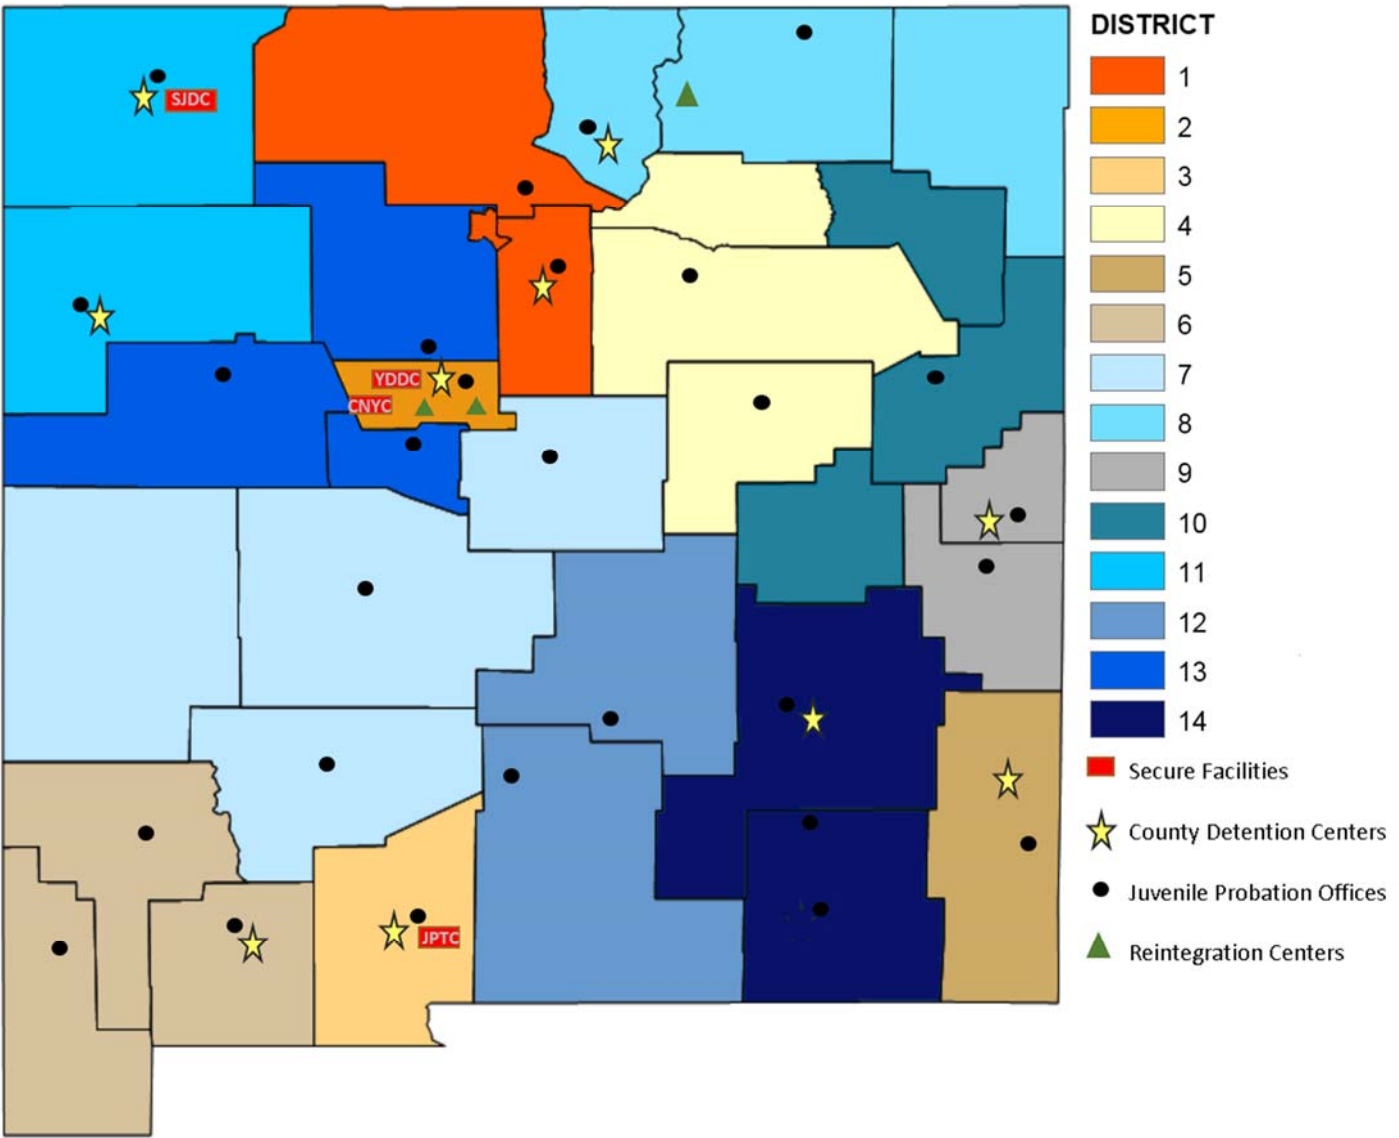 DISTRICT
1
2
3
4
5
6
7
8
9
10
11
12
13
14
Secure Facilities
County Detention Centers
Juvenile Probation Offices
Reintegration Centers
SJDC
YDDC
CNYC
JPTC